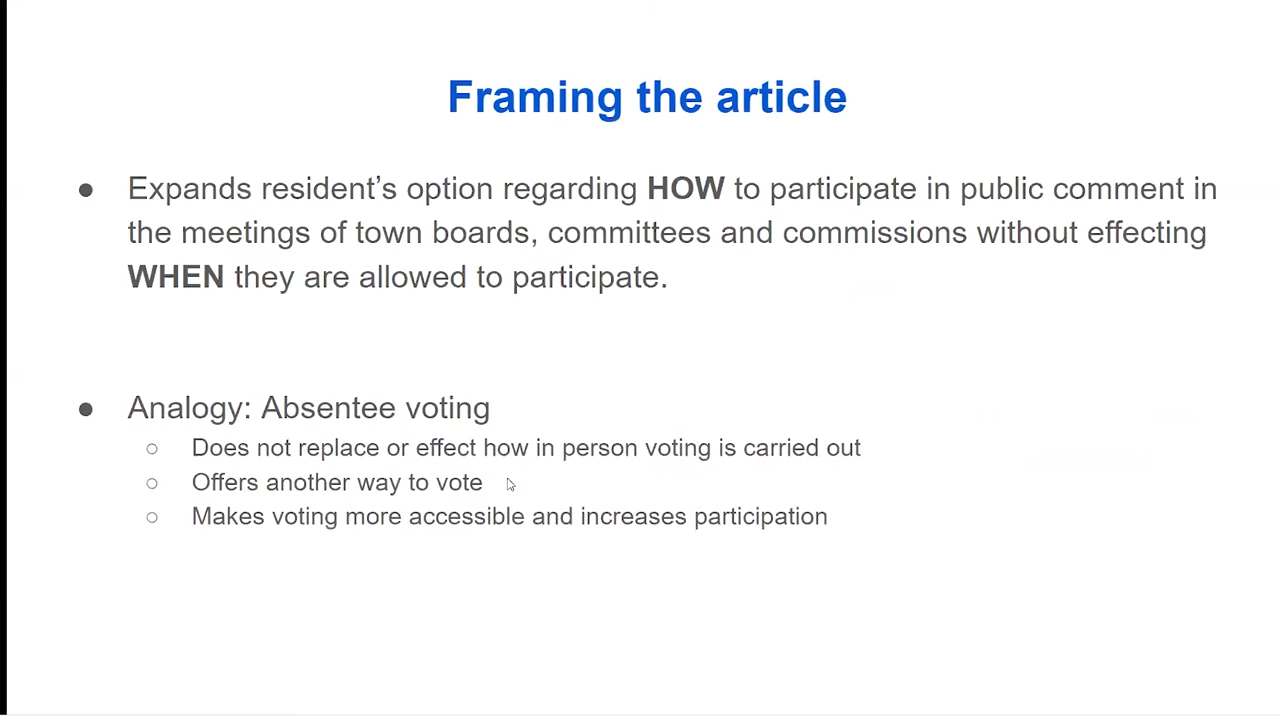 Framing the article
● Expands resident’s option regarding HOW to participate in public comment in
the meetings of town boards, committees and commissions without effecting
WHEN they are allowed to participate.
● Analogy: Absentee voting
○ Does not replace or effect how in person voting is carried out
○ Offers another way to vote
○ Makes voting more accessible and increases participation